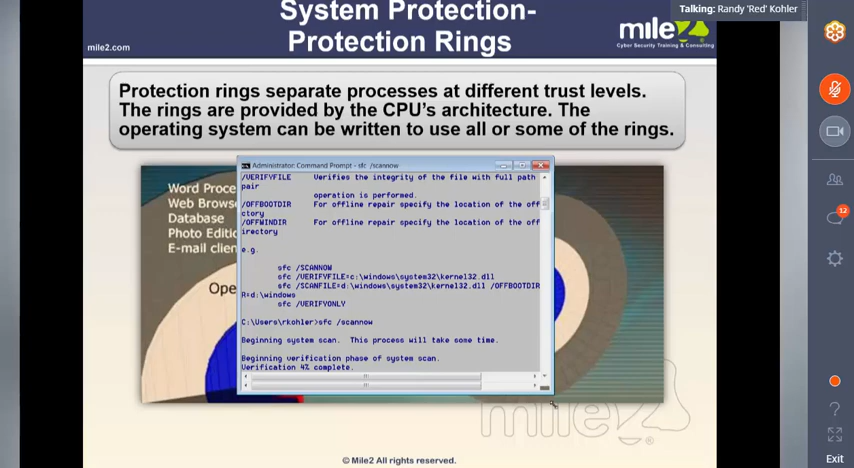 System Protection-
Talking: Randy 'Red' Kohler
Protection Rings
mile2.com
mile2
Cyber Security Training & Consulting
Protection rings separate processes at different trust levels.
The rings are provided by the CPU's architecture. The
operating system can be written to use all or some of the rings.
Word Proce
Web Browse
Database
Photo Editio
E-mail clien
Ope
Administrator: Command Prompt - sfc /scannow
/VERIFYFILE Verifies the integrity of the file with full path
pair
operation is performed.
/OFFBOOTDIR For offline repair specify the location of the off
ctory
/OFFWINDIR For offline repair specify the location of the off
irectory
e.g.
sfc /SCANNOW
sfc /VERIFYFILE=c:\windows\system32\kernel32.dll
sfc /SCANFILE=d:\windows\system32\kernel32.dll /OFFBOOTDIR
R=d:\windows
sfc /VERIFYONLY
C:\Users\rkohler>sfc /scannow
Beginning system scan. This process will take some time.
Beginning verification phase of system scan.
Verification 4% complete.
mile2
© Mile2 All rights reserved.
12
Exit